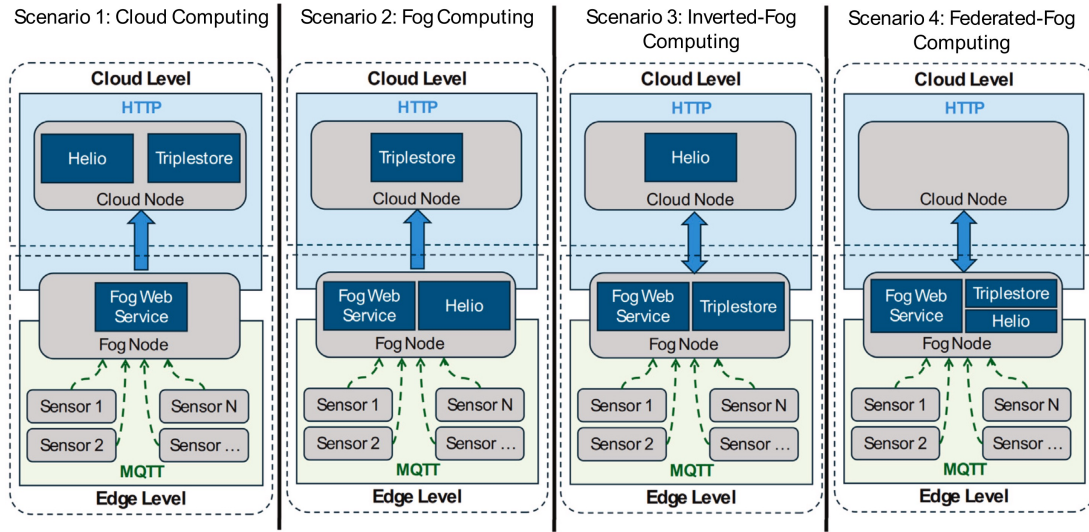 Scenario 1: Cloud Computing
Cloud Level
HTTP
Helio
Triplestore
Cloud Node
Fog Web
Service
Fog Node
Sensor 1
Sensor N
Sensor 2
Sensor ...
MQTT
Edge Level
Scenario 2: Fog Computing
Cloud Level
HTTP
Triplestore
Cloud Node
Fog Web
Service
Helio
Fog Node
Sensor 1
Sensor N
Sensor 2
Sensor ...
MQTT
Edge Level
Scenario 3: Inverted-Fog
Computing
Cloud Level
HTTP
Helio
Cloud Node
Fog Web
Service
Triplestore
Fog Node
Sensor 1
Sensor N
Sensor 2
Sensor ...
MQTT
Edge Level
Scenario 4: Federated-Fog
Computing
Cloud Level
HTTP
Cloud Node
Fog Web
Service
Triplestore
Helio
Fog Node
Sensor 1
Sensor N
Sensor 2
Sensor ...
MQTT
Edge Level